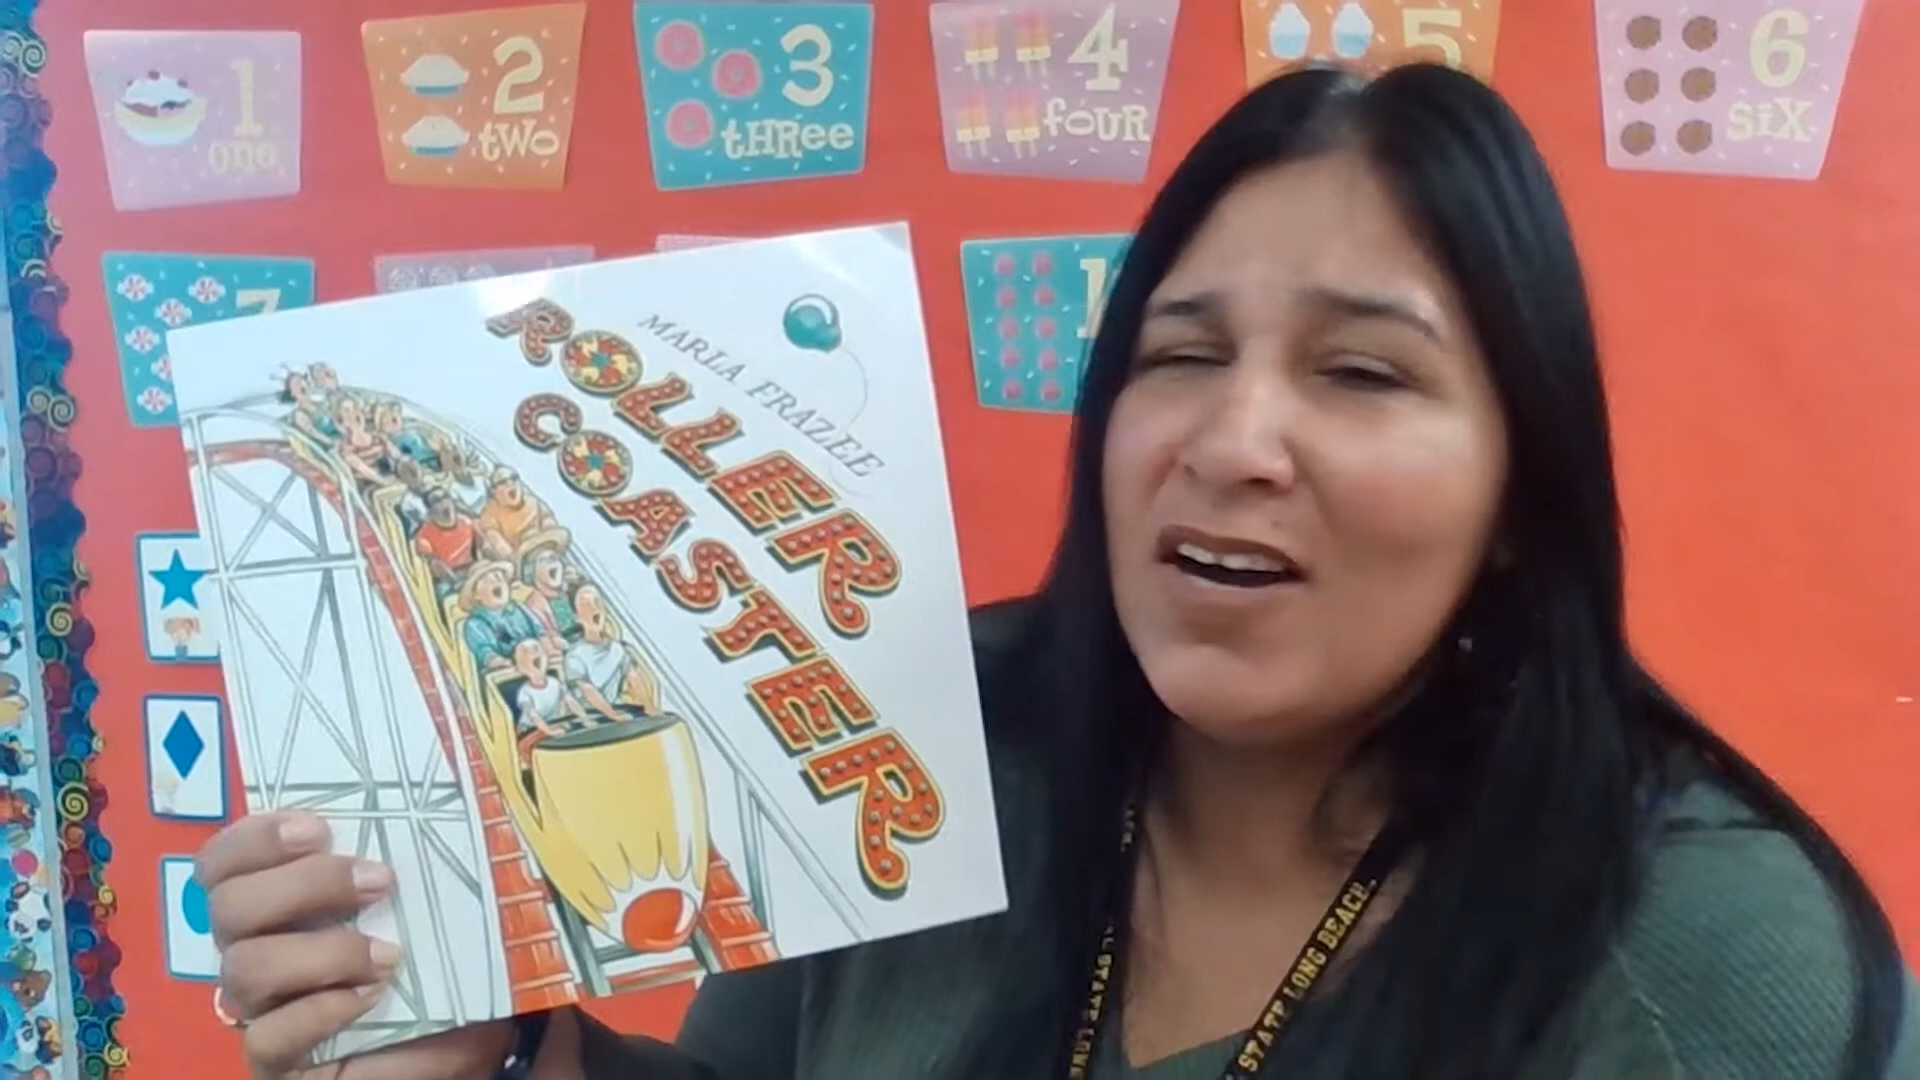 1
one
2
tWo
3
tHRee
4
foUR
5
6
SiX
7
MARLA FRAZEE
ROLLER
COASTER
STATE LONG BEACH